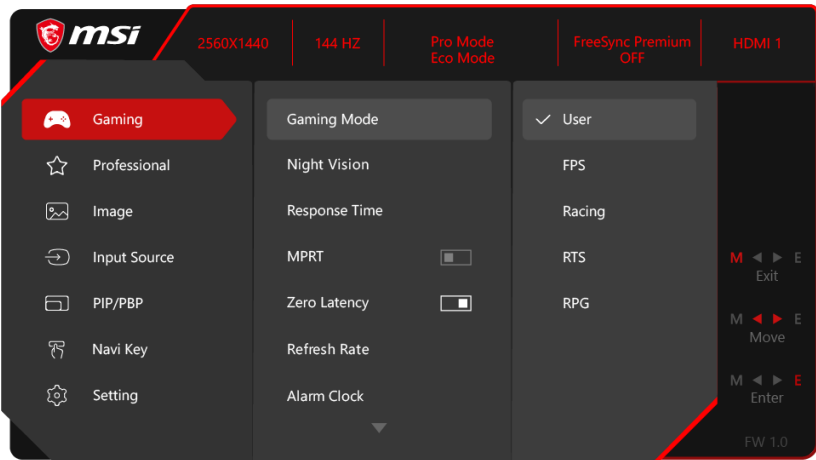 msi
2560X1440
144 HZ
Pro Mode
Eco Mode
FreeSync Premium
OFF
HDMI 1
Gaming
Professional
Image
Input Source
PIP/PBP
Navi Key
Setting
Gaming Mode
Night Vision
Response Time
MPRT
Zero Latency
Refresh Rate
Alarm Clock
User
FPS
Racing
RTS
RPG
M ◄ ► E
Exit
M ◄ ► E
Move
M ◄ ► E
Enter
FW 1.0